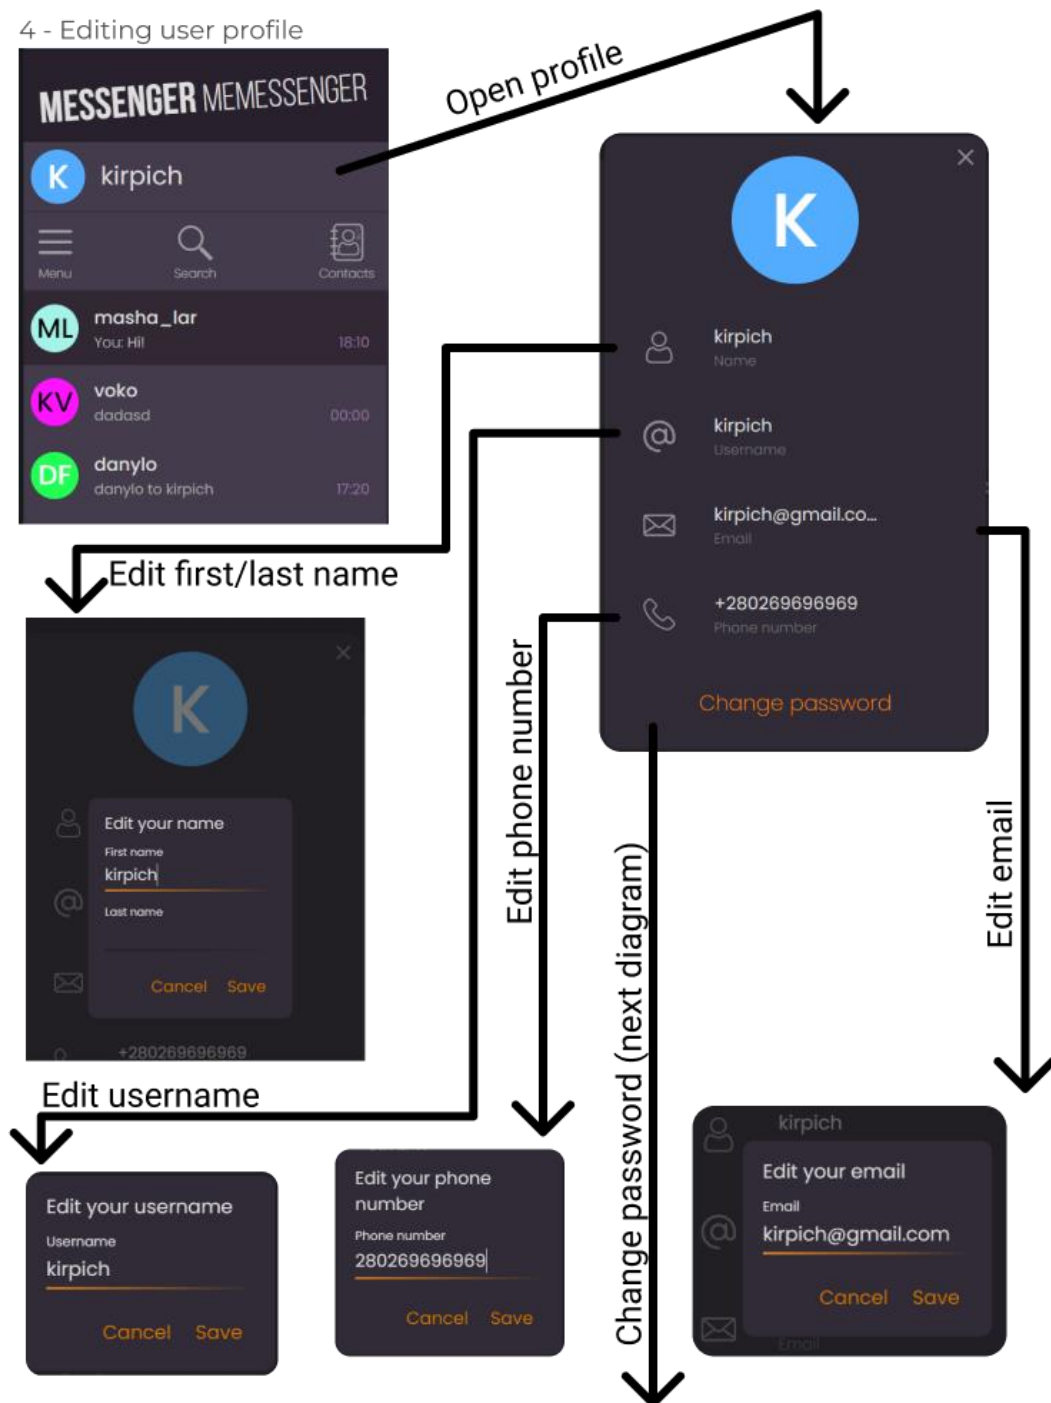 4 - Editing user profile
MESSENGER MEMESSENGER
Open profile
K kirpich
Menu Search Contacts
ML masha_lar
You: Hi! 18:10
KV voko
dadasd 00:00
DF danylo
danylo to kirpich 17:20
K
kirpich
Name
kirpich
Username
kirpich@gmail.co...
Email
+280269696969
Phone number
Change password
Edit first/last name
K
Edit your name
First name
kirpich
Last name
Cancel Save
+280269696969
Edit phone number
Change password (next diagram)
Edit email
Edit username
Edit your username
Username
kirpich
Cancel Save
Edit your phone
number
Phone number
280269696969
Cancel Save
kirpich
Edit your email
Email
kirpich@gmail.com
Cancel Save
Email